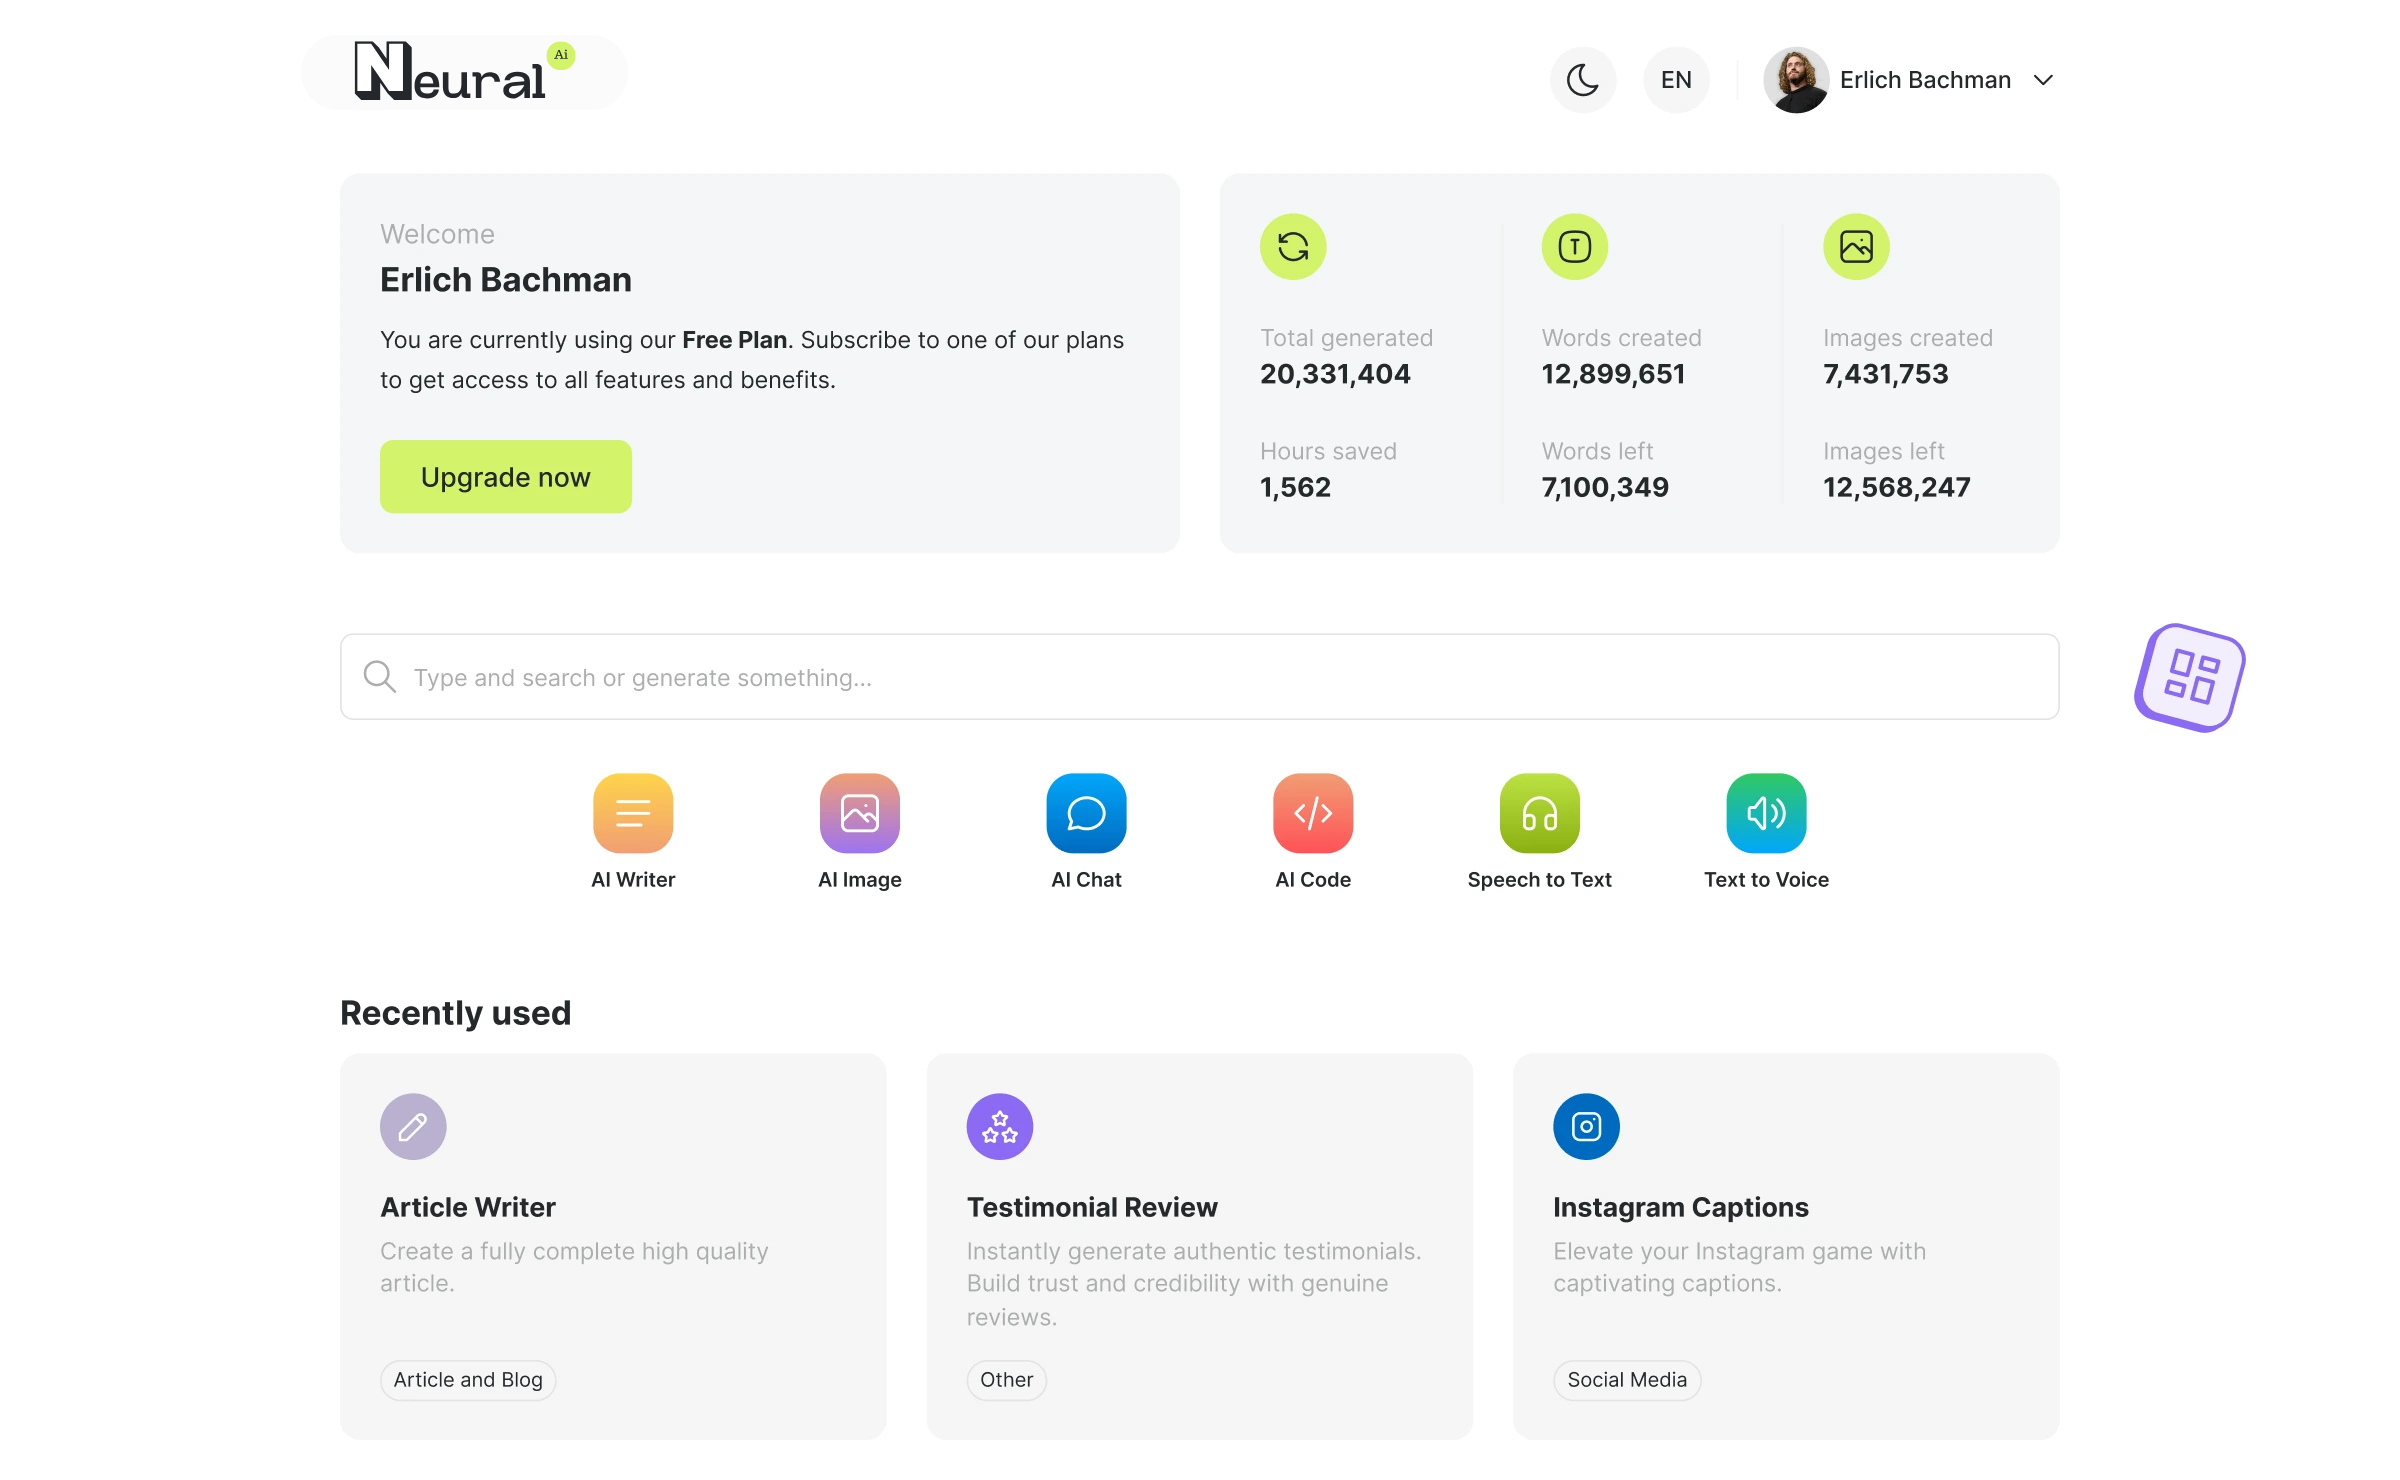 Neural Ai
EN
Erlich Bachman
Welcome
Erlich Bachman
You are currently using our Free Plan. Subscribe to one of our plans
to get access to all features and benefits.
Upgrade now
Total generated
20,331,404
Hours saved
1,562
Words created
12,899,651
Words left
7,100,349
Images created
7,431,753
Images left
12,568,247
Type and search or generate something...
AI Writer
AI Image
AI Chat
AI Code
Speech to Text
Text to Voice
Recently used
Article Writer
Create a fully complete high quality
article.
Article and Blog
Testimonial Review
Instantly generate authentic testimonials.
Build trust and credibility with genuine
reviews.
Other
Instagram Captions
Elevate your Instagram game with
captivating captions.
Social Media